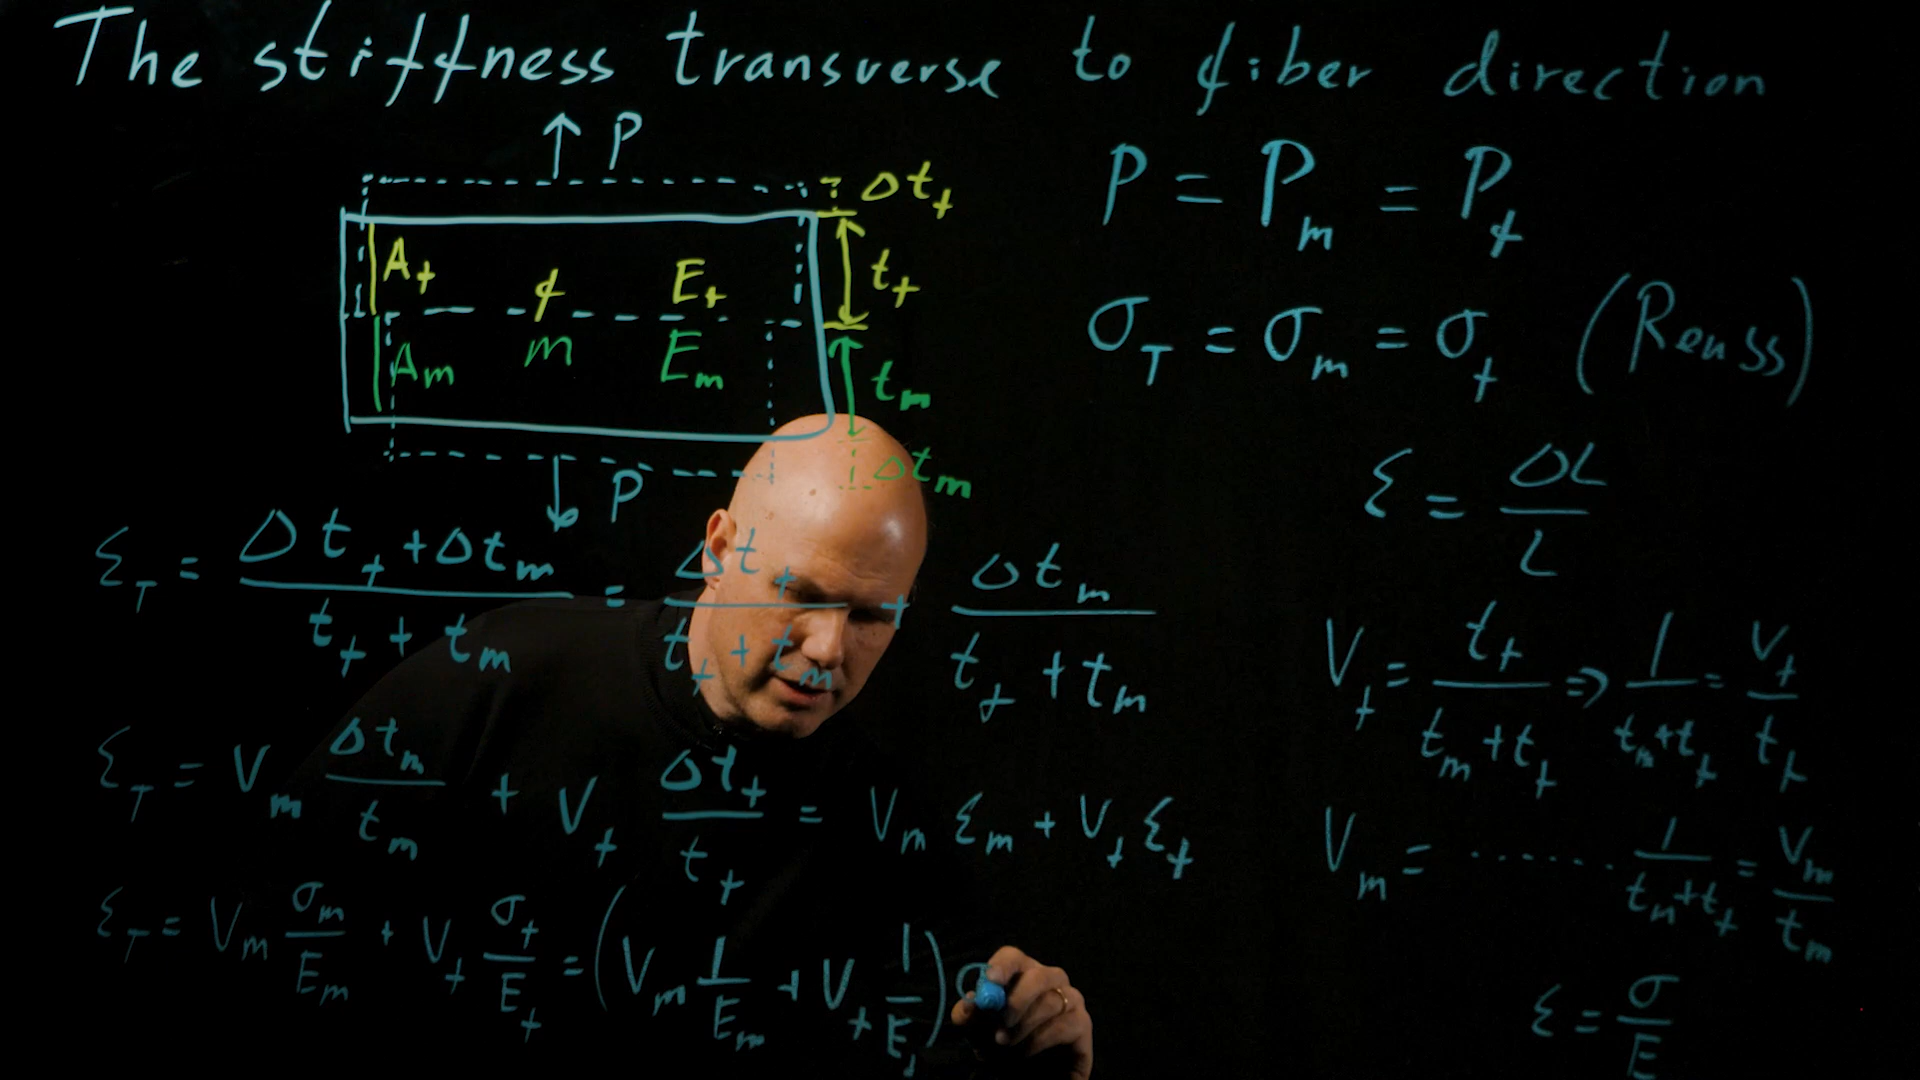 The stiffness transverse to fiber direction
P
Δt_f
A_f f E_f t_f
A_m m E_m t_m
Δt_m
P
P = P_m = P_f
σ_T = σ_m = σ_f (Reuss)
ε = ΔL / L
ε_T = (Δt_f + Δt_m) / (t_f + t_m) = Δt_f / (t_f + t_m) + Δt_m / (t_f + t_m)
V_f = t_f / (t_m + t_f) ⇒ 1 / (t_m + t_f) = V_f / t_f
ε_T = V_m Δt_m / t_m + V_f Δt_f / t_f = V_m ε_m + V_f ε_f
V_m = ....... 1 / (t_m + t_f) = V_m / t_m
ε_T = V_m σ_m / E_m + V_f σ_f / E_f = (V_m 1 / E_m + V_f 1 / E_f) σ
ε = σ / E